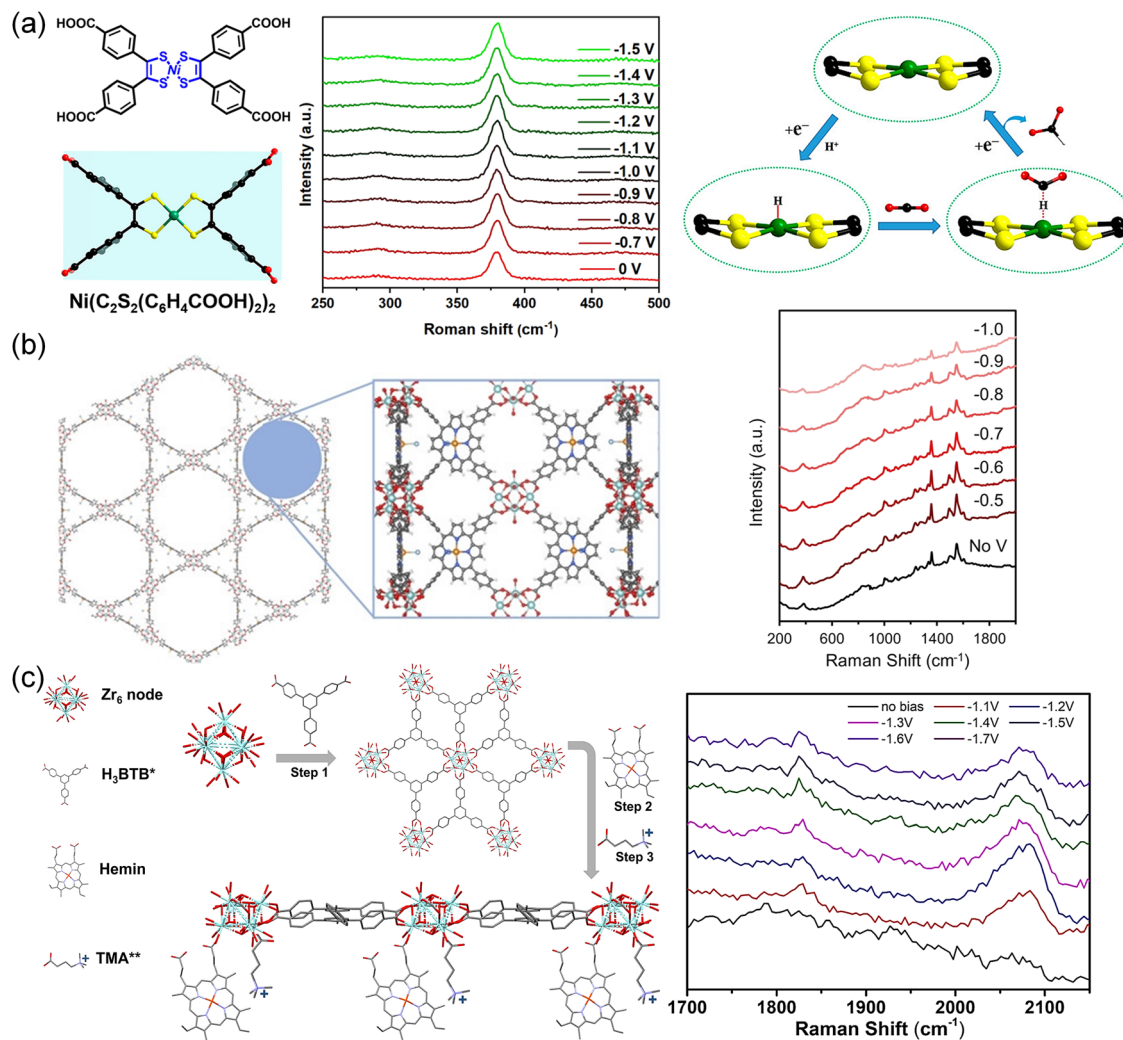 (a)
HOOC
COOH
S
S
Ni
S
S
HOOC
COOH
Ni(C₂S₂(C₆H₄COOH)₂)₂
Intensity (a.u.)
-1.5 V
-1.4 V
-1.3 V
-1.2 V
-1.1 V
-1.0 V
-0.9 V
-0.8 V
-0.7 V
0 V
250 300 350 400 450 500
Roman shift (cm⁻¹)
+e⁻
H⁺
+e⁻
H
H
(b)
Intensity (a.u.)
-1.0
-0.9
-0.8
-0.7
-0.6
-0.5
No V
200 600 1000 1400 1800
Raman Shift (cm⁻¹)
(c)
Zr₆ node
H₃BTB*
Hemin
TMA**
+
Step 1
Step 2
+
Step 3
+
+
+
no bias -1.1V -1.2V
-1.3V -1.4V -1.5V
-1.6V -1.7V
1700 1800 1900 2000 2100
Raman Shift (cm⁻¹)